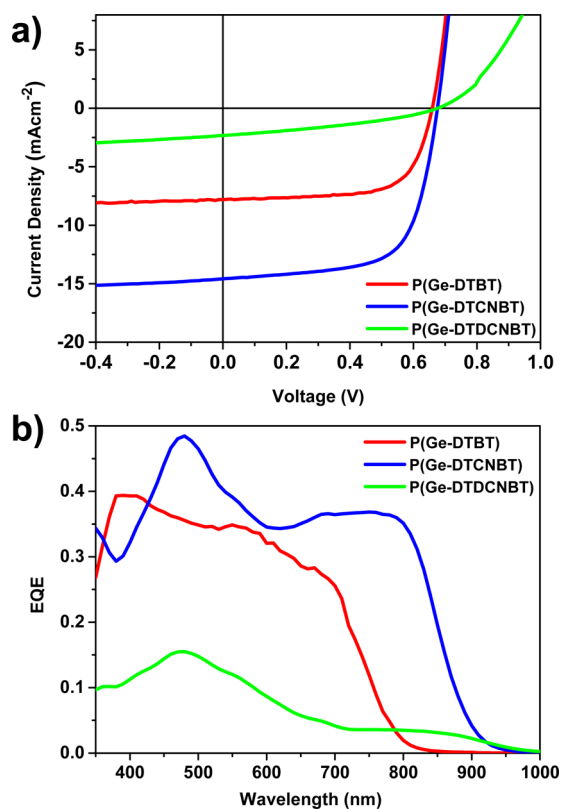 a)
Current Density (mAcm-2)
0
-5
-10
-15
-20
-0.4
-0.2
0.0
0.2
0.4
0.6
0.8
1.0
Voltage (V)
P(Ge-DTBT)
P(Ge-DTCNBT)
P(Ge-DTDCNBT)
b)
EQE
0.5
0.4
0.3
0.2
0.1
0.0
400
500
600
700
800
900
1000
Wavelength (nm)
P(Ge-DTBT)
P(Ge-DTCNBT)
P(Ge-DTDCNBT)